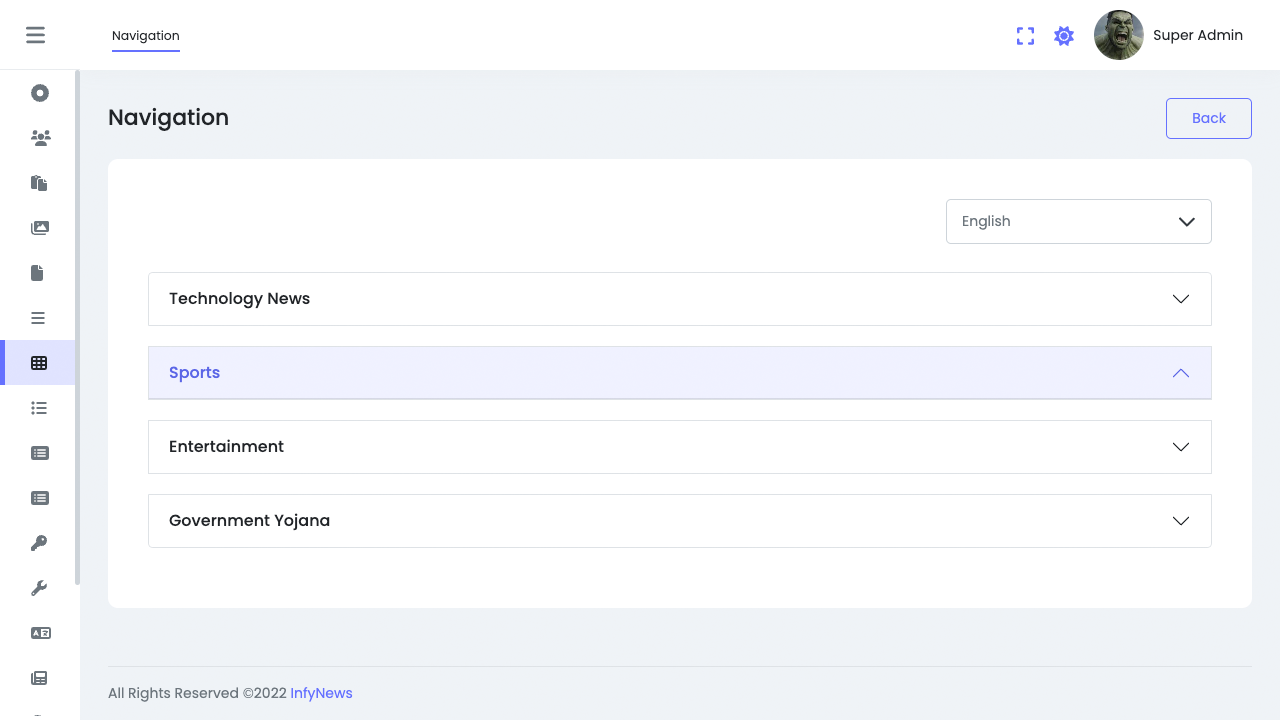 Navigation
Super Admin
Navigation
Back
English
Technology News
Sports
Entertainment
Government Yojana
All Rights Reserved ©2022 InfyNews